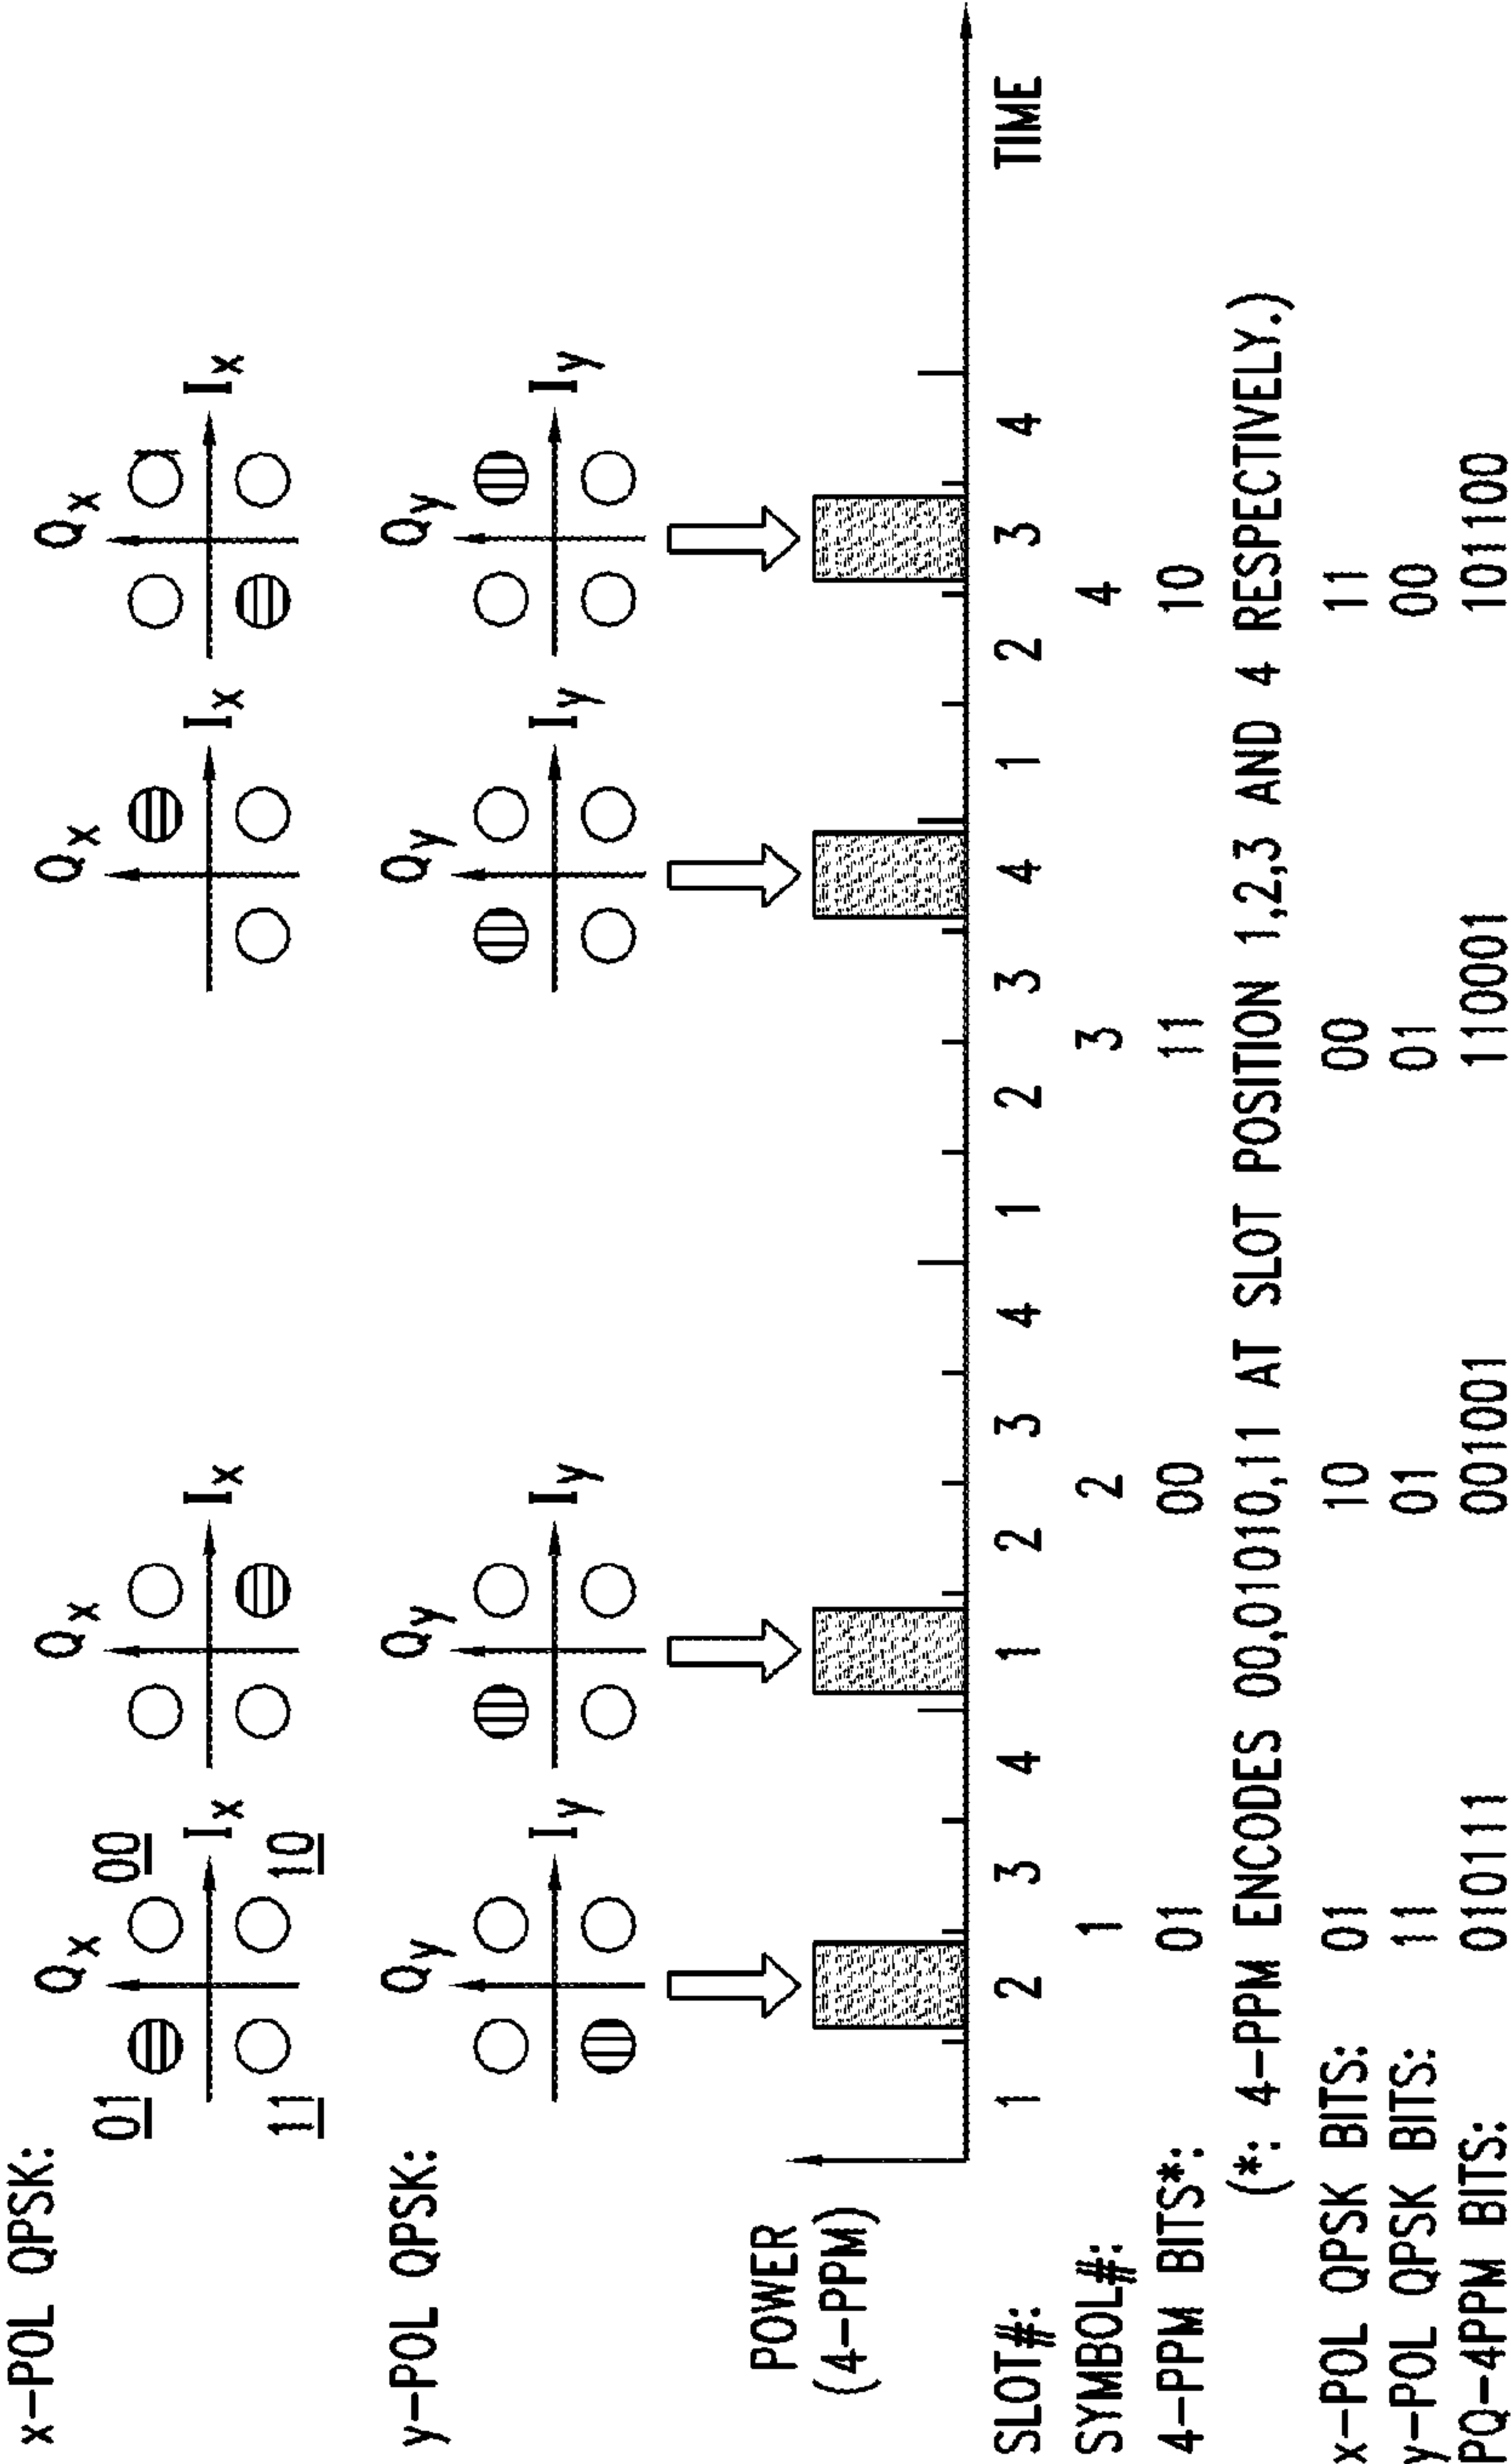 x-POL QPSK:
Qx Qx Qx Qx
01 00
Ix Ix Ix Ix
11 10
y-POL QPSK:
Qy Qy Qy Qy
Iy Iy Iy Iy
POWER
(4-PPM)
SLOT#: 1 2 3 4 1 2 3 4 1 2 3 4 1 2 3 4 TIME
SYMBOL#: 1 2 3 4
4-PPM BITS*: 01 00 11 10
(*: 4-PPM ENCODES 00,01010,11 AT SLOT POSITION 1,2,3 AND 4 RESPECTIVELY.)
x-POL QPSK BITS: 01 10 00 11
y-POL QPSK BITS: 11 01 01 00
PQ-4PPM BITS: 010111 001001 110001 101100